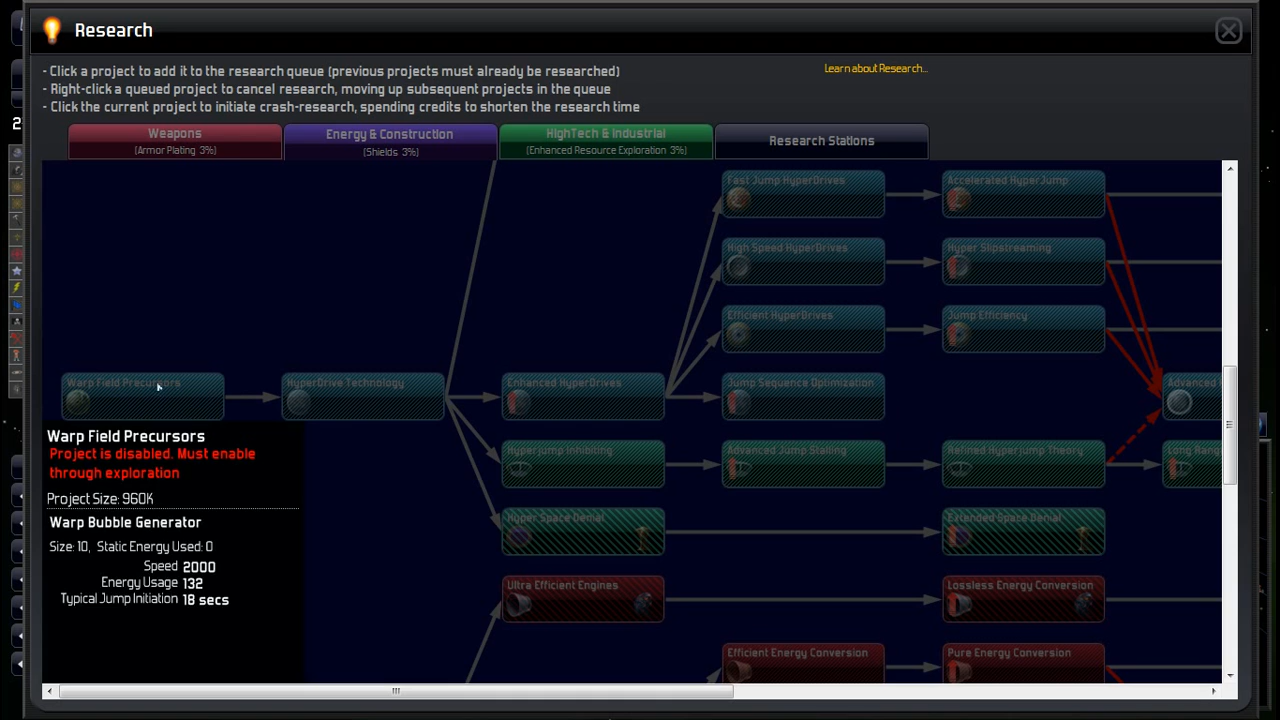 Research
- Click a project to add it to the research queue (previous projects must already be researched)
Learn about Research...
- Right-click a queued project to cancel research, moving up subsequent projects in the queue
- Click the current project to initiate crash-research, spending credits to shorten the research time
2
Weapons
(Armor Plating 3%)
Energy & Construction
(Shields 3%)
HighTech & Industrial
(Enhanced Resource Exploration 3%)
Research Stations
Fast Jump HyperDrives
Accelerated HyperJump
High Speed HyperDrives
Hyper Slipstreaming
Efficient HyperDrives
Jump Efficiency
Warp Field Precursors
HyperDrive Technology
Enhanced HyperDrives
Jump Sequence Optimization
Advanced
Hyperjump Inhibiting
Advanced Jump Stalling
Refined Hyperjump Theory
Long Rang
Hyper Space Denial
Extended Space Denial
Ultra Efficient Engines
Lossless Energy Conversion
Efficient Energy Conversion
Pure Energy Conversion
Warp Field Precursors
Project is disabled. Must enable
through exploration
Project Size: 960K
Warp Bubble Generator
Size: 10, Static Energy Used: 0
Speed 2000
Energy Usage 132
Typical Jump Initiation 18 secs